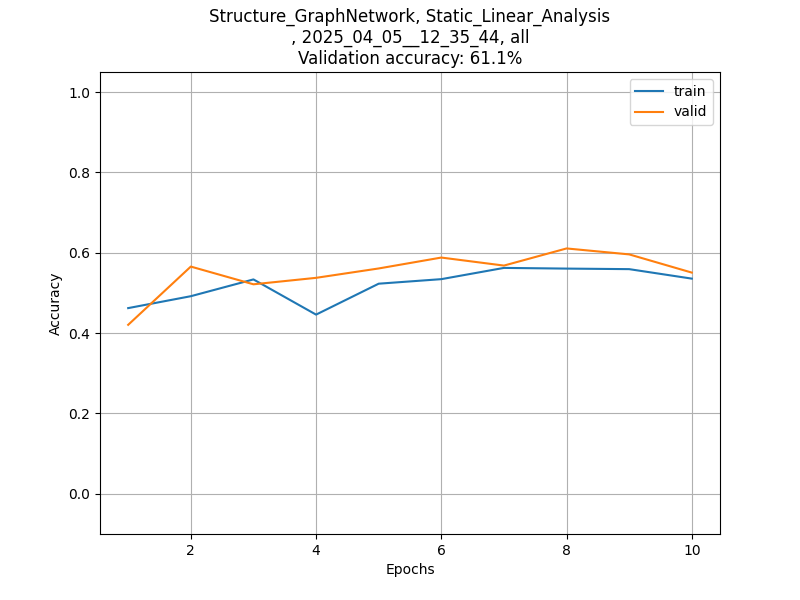 Structure_GraphNetwork, Static_Linear_Analysis
, 2025_04_05__12_35_44, all
Validation accuracy: 61.1%
train
valid
1.0
0.8
0.6
0.4
0.2
0.0
Accuracy
2
4
6
8
10
Epochs